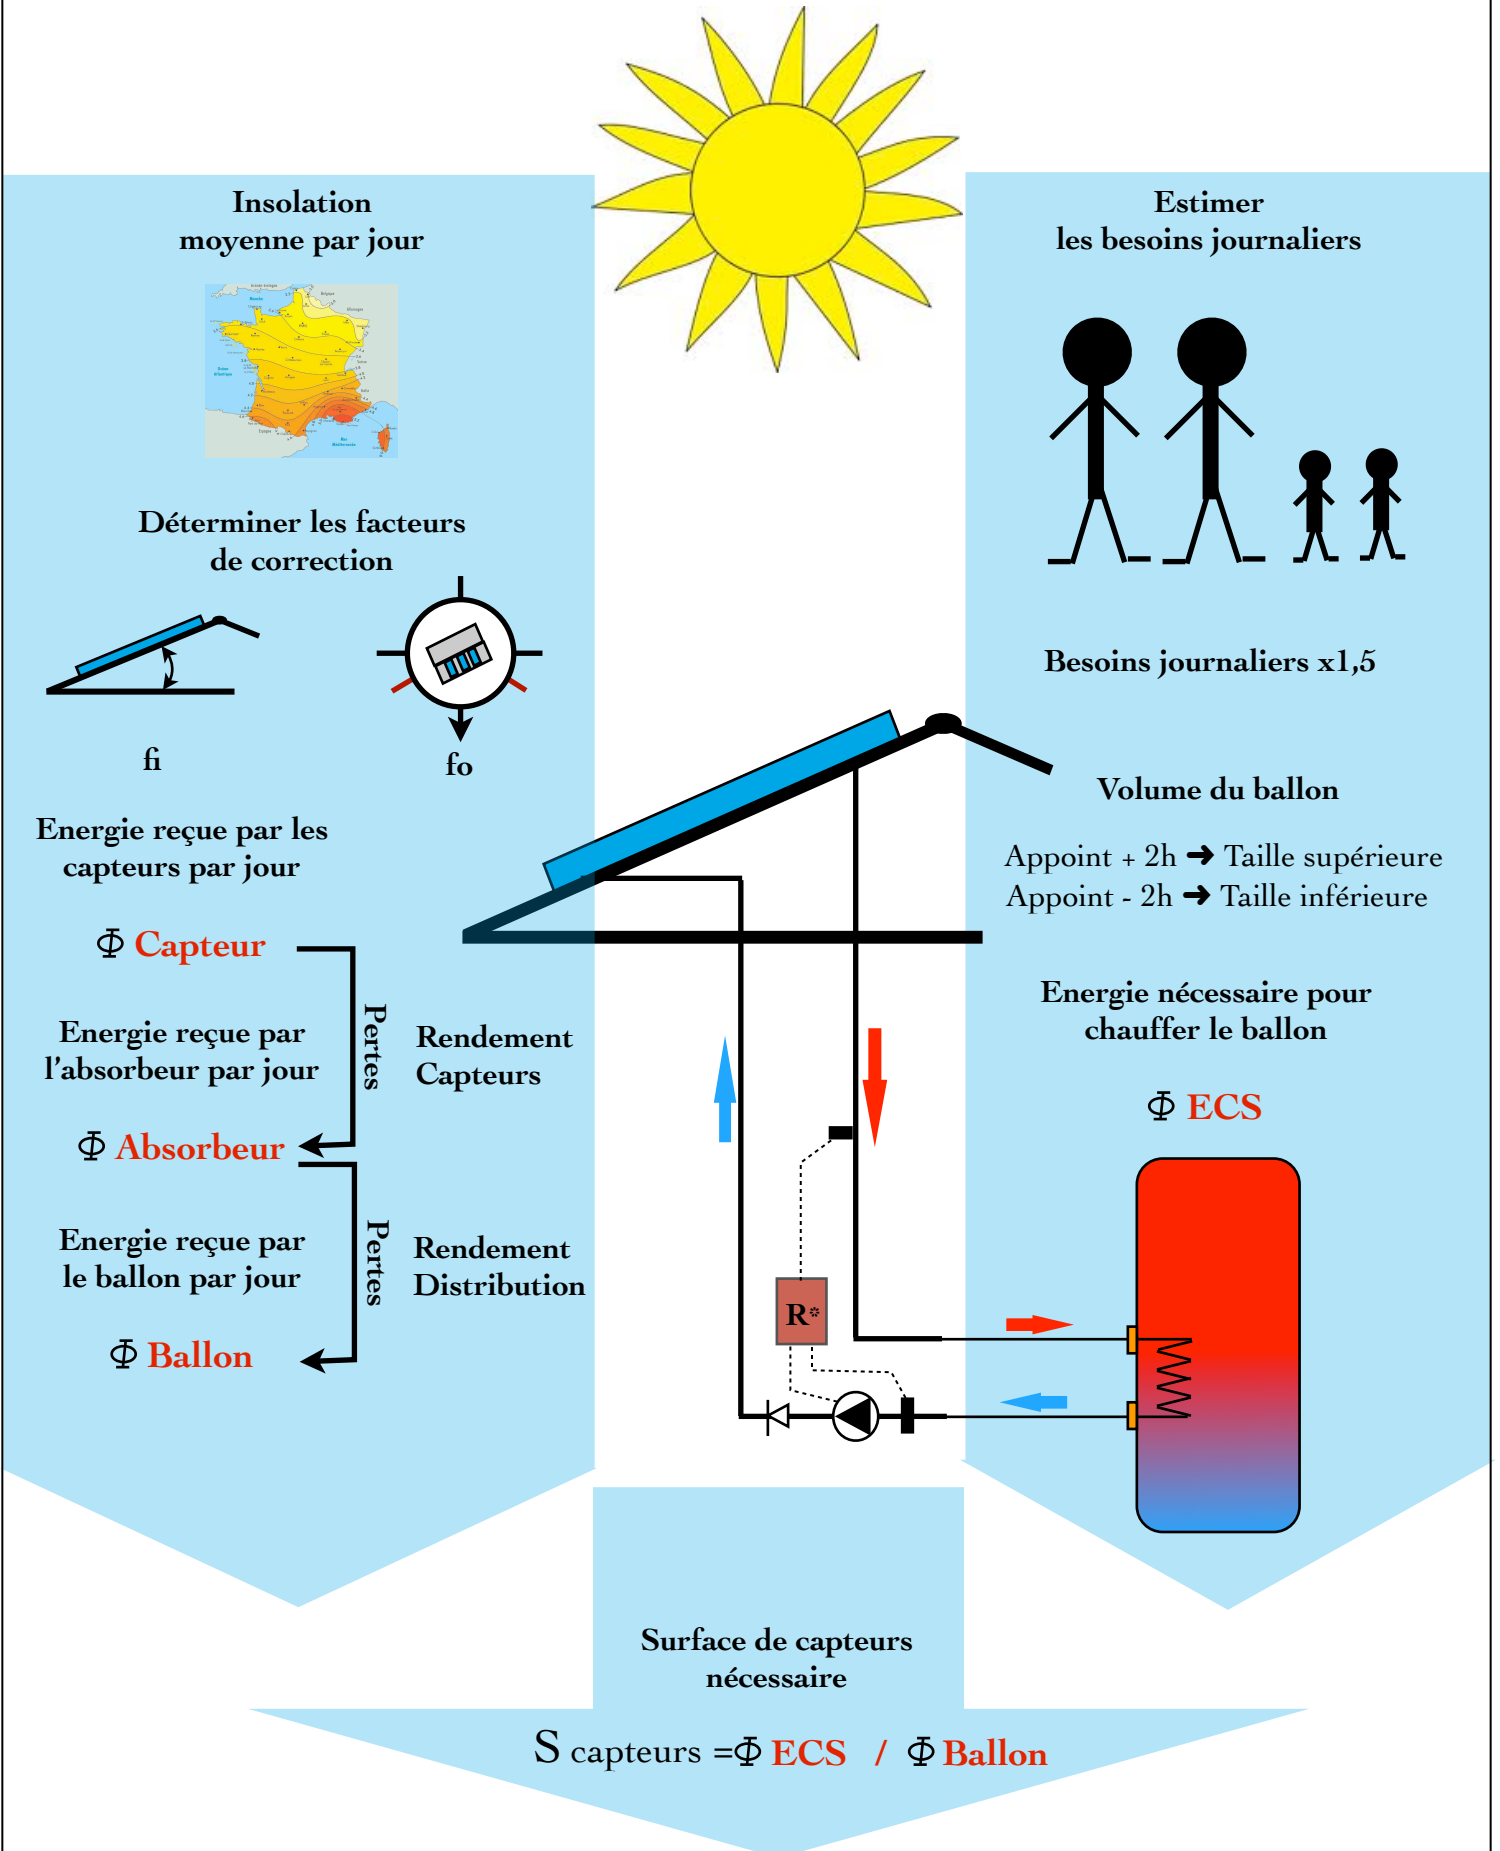 Insolation
moyenne par jour
Déterminer les facteurs
de correction
fi
fo
Energie reçue par les
capteurs par jour
Φ Capteur
Pertes
Rendement
Capteurs
Energie reçue par
l'absorbeur par jour
Φ Absorbeur
Pertes
Rendement
Distribution
Energie reçue par
le ballon par jour
Φ Ballon
R*
Estimer
les besoins journaliers
Besoins journaliers x1,5
Volume du ballon
Appoint + 2h ➜ Taille supérieure
Appoint - 2h ➜ Taille inférieure
Energie nécessaire pour
chauffer le ballon
Φ ECS
Surface de capteurs
nécessaire
S capteurs =Φ ECS / Φ Ballon